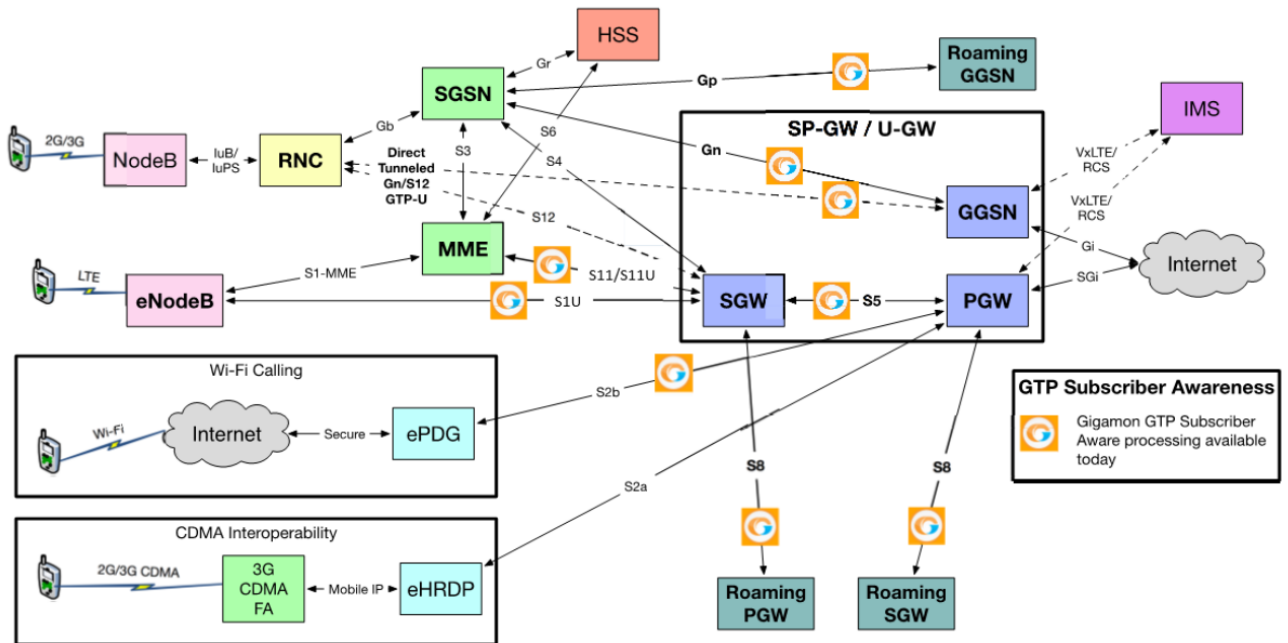 HSS
Roaming
GGSN
Gr
Gp
SGSN
IMS
SP-GW / U-GW
2G/3G
Gb
S6
NodeB
IuB/
IuPS
RNC
S3
S4
Gn
VxLTE/
RCS
Direct
Tunneled
Gn/S12
GTP-U
GGSN
VxLTE/
RCS
S12
MME
Gi
Internet
S1-MME
S11/S11U
SGi
LTE
eNodeB
S1U
SGW
S5
PGW
Wi-Fi Calling
GTP Subscriber Awareness
S2b
Wi-Fi
Internet
Secure
ePDG
Gigamon GTP Subscriber
Aware processing available
today
S8
S8
S2a
CDMA Interoperability
2G/3G CDMA
3G
CDMA
FA
Mobile IP
eHRDP
Roaming
PGW
Roaming
SGW